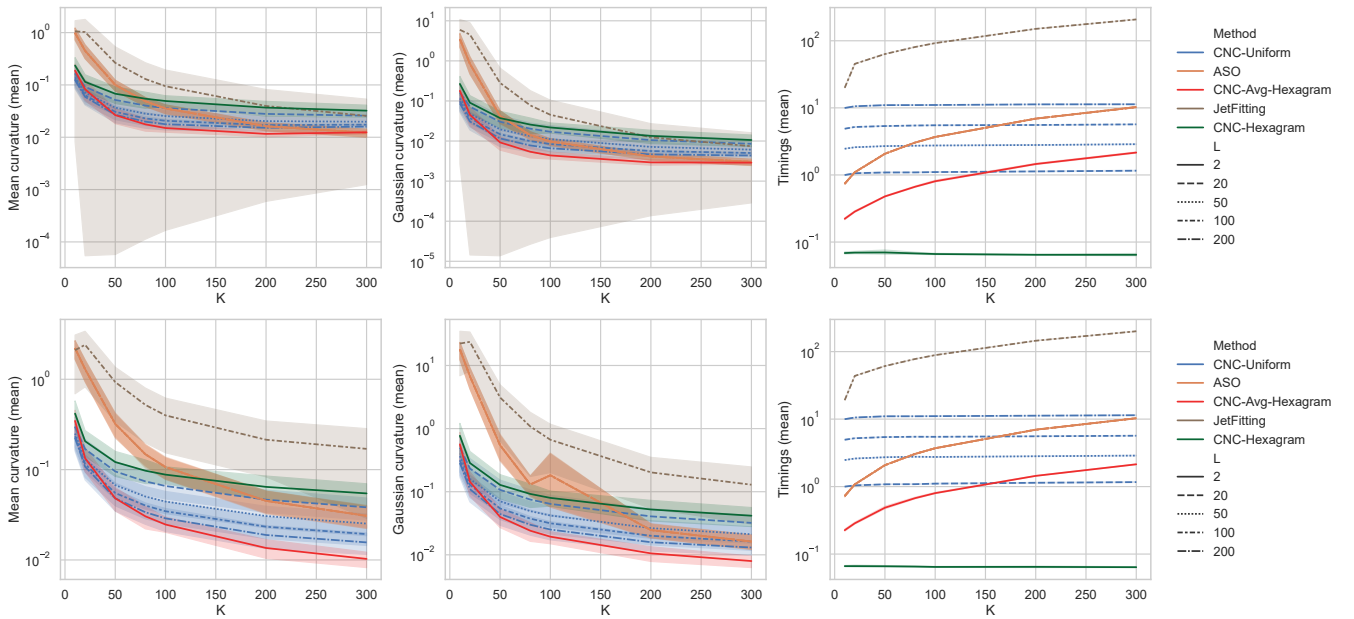 Mean curvature (mean)
10^0
10^−1
10^−2
10^−3
10^−4
0 50 100 150 200 250 300
K
Gaussian curvature (mean)
10^1
10^0
10^−1
10^−2
10^−3
10^−4
10^−5
0 50 100 150 200 250 300
K
Timings (mean)
10^2
10^1
10^0
10^−1
0 50 100 150 200 250 300
K
Method
CNC-Uniform
ASO
CNC-Avg-Hexagram
JetFitting
CNC-Hexagram
L
2
20
50
100
200
Mean curvature (mean)
10^0
10^−1
10^−2
0 50 100 150 200 250 300
K
Gaussian curvature (mean)
10^1
10^0
10^−1
10^−2
0 50 100 150 200 250 300
K
Timings (mean)
10^2
10^1
10^0
10^−1
0 50 100 150 200 250 300
K
Method
CNC-Uniform
ASO
CNC-Avg-Hexagram
JetFitting
CNC-Hexagram
L
2
20
50
100
200